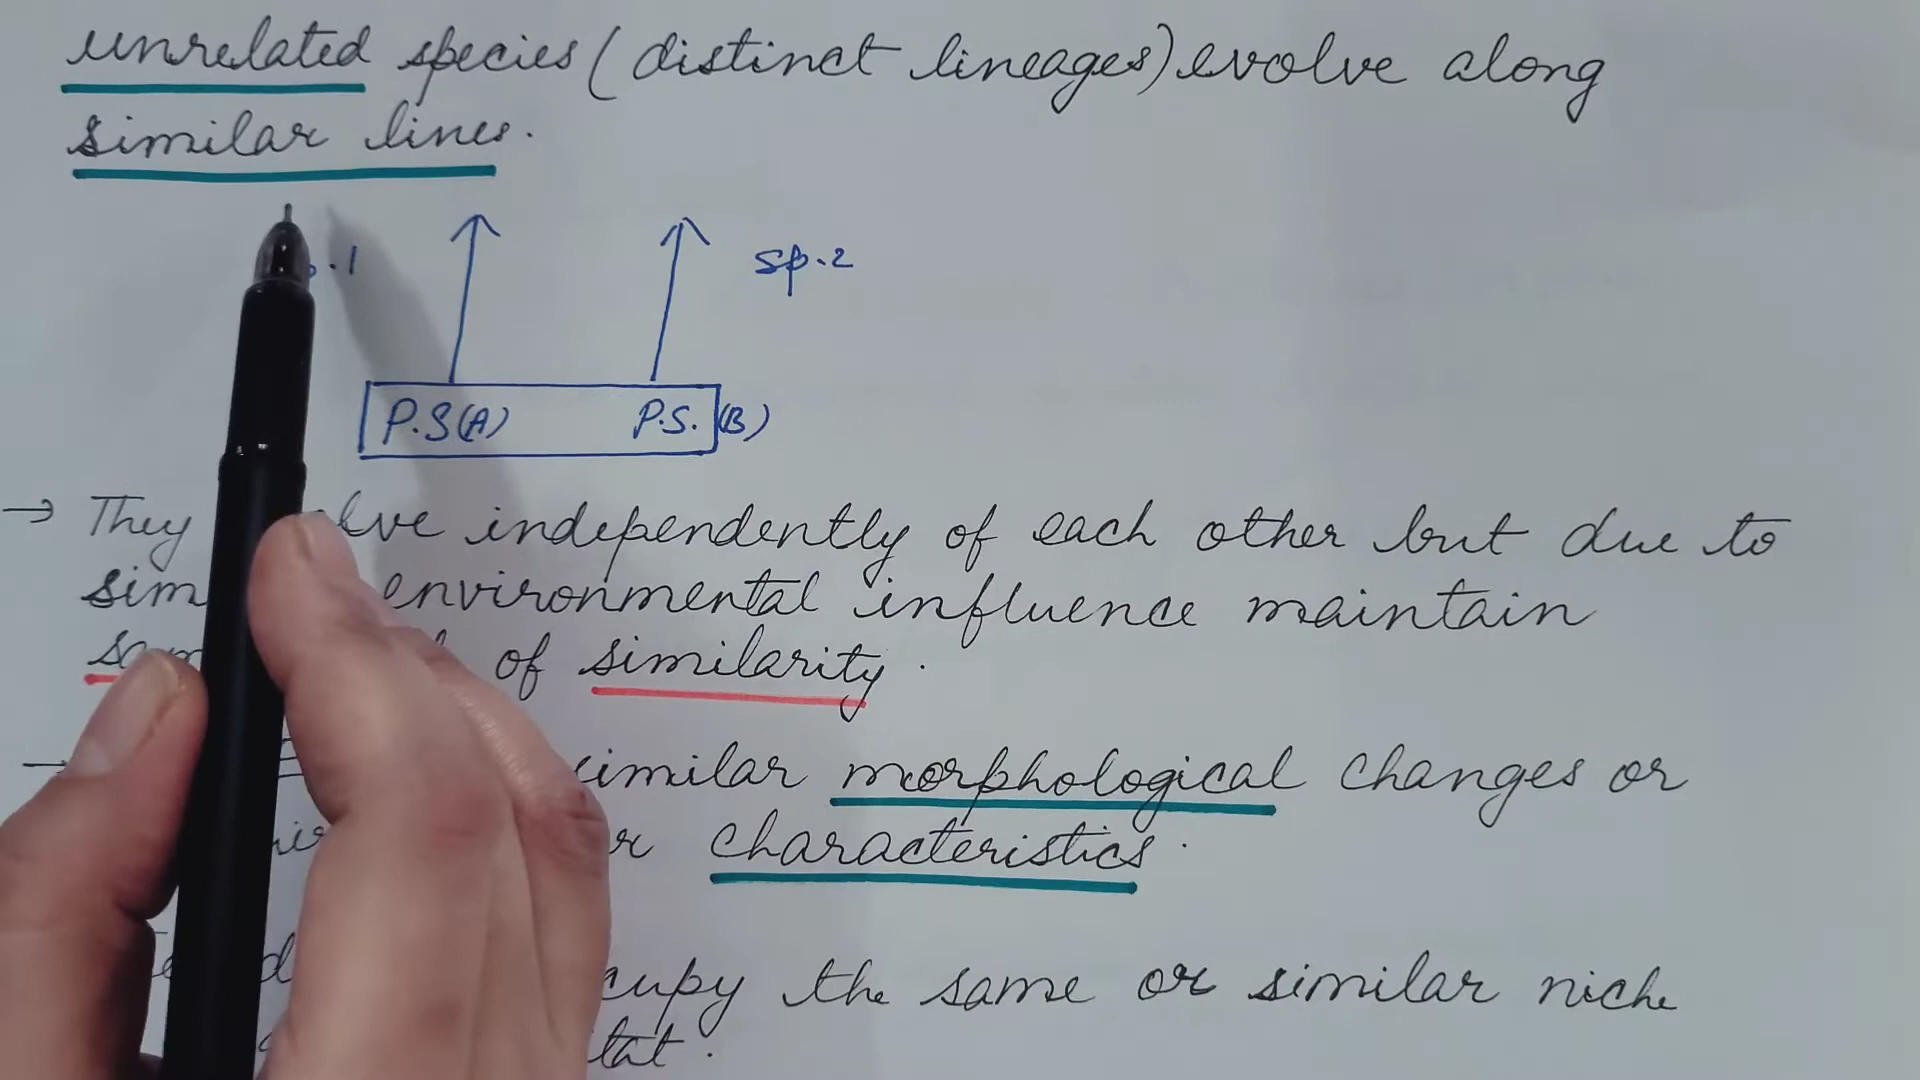 unrelated species (distinct lineages) evolve along
similar lines.
.1 sp.2
P.S(A) P.S.(B)
→ They independently of each other but due to
environmental influence maintain
of similarity.
→ similar morphological changes or
characteristics.
the same or similar niche